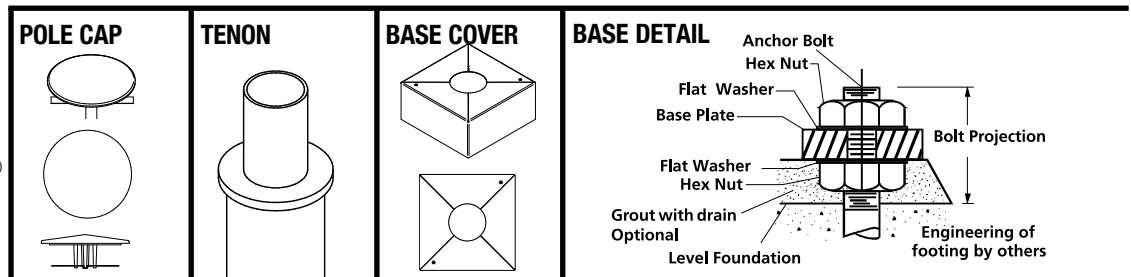 POLE CAP
TENON
BASE COVER
BASE DETAIL
Anchor Bolt
Hex Nut
Flat Washer
Base Plate
Bolt Projection
Flat Washer
Hex Nut
Grout with drain
Optional
Level Foundation
Engineering of
footing by others